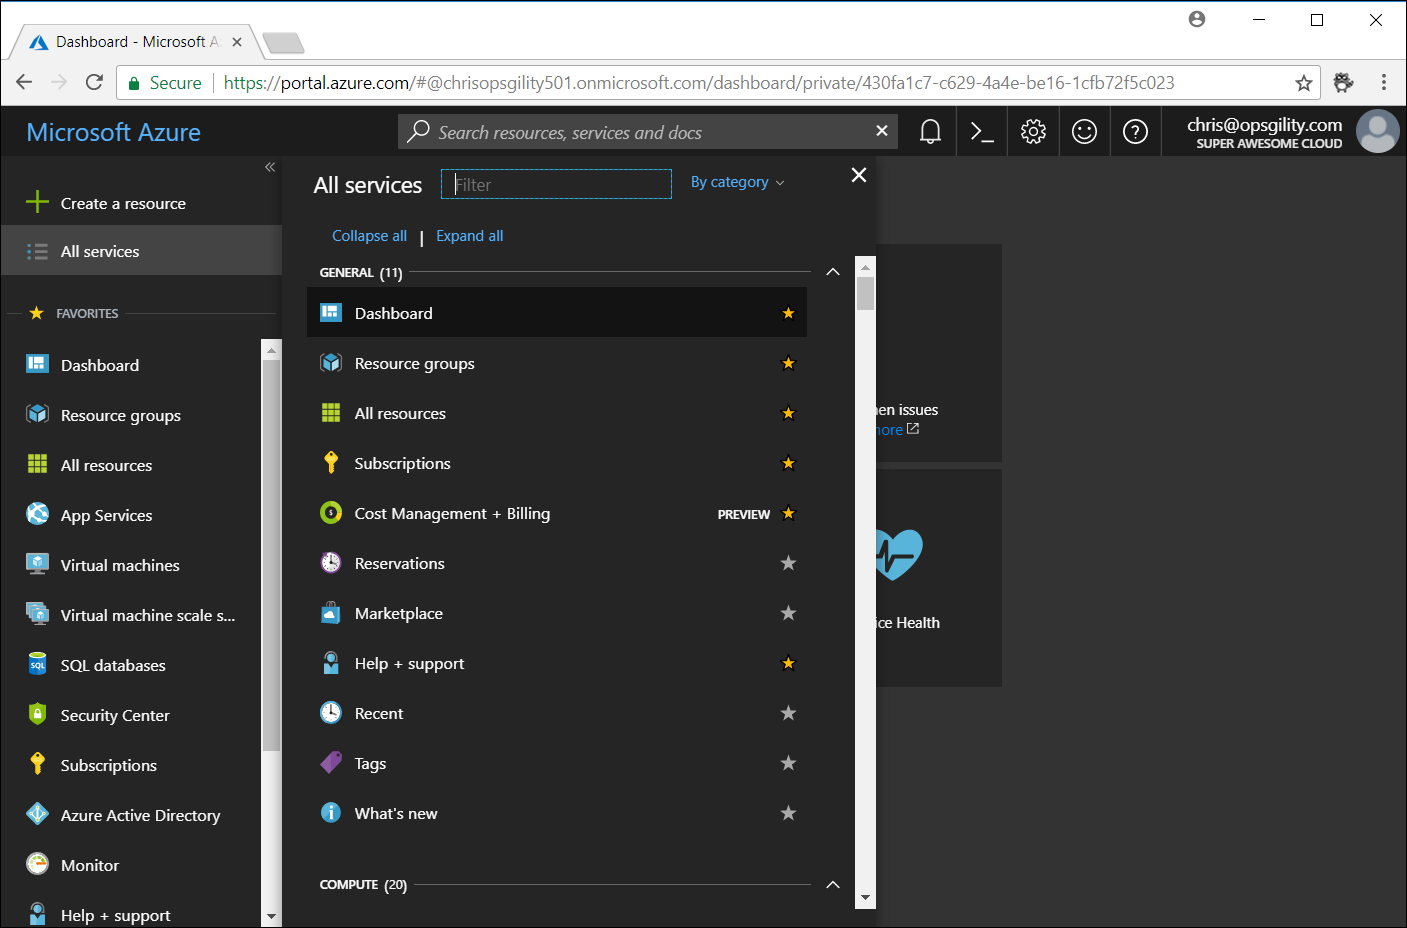 Dashboard - Microsoft A
Secure
https://portal.azure.com/#@chrisopsgility501.onmicrosoft.com/dashboard/private/430fa1c7-c629-4a4e-be16-1cfb72f5c023
Microsoft Azure
Search resources, services and docs
chris@opsgility.com
SUPER AWESOME CLOUD
Create a resource
All services
FAVORITES
Dashboard
Resource groups
All resources
App Services
Virtual machines
Virtual machine scale s...
SQL databases
SQL
Security Center
Subscriptions
Azure Active Directory
Monitor
Help + support
All services
Filter
By category
Collapse all | Expand all
GENERAL (11)
Dashboard
Resource groups
All resources
Subscriptions
Cost Management + Billing PREVIEW
Reservations
Marketplace
Help + support
Recent
Tags
What's new
COMPUTE (20)
en issues
ore
ice Health